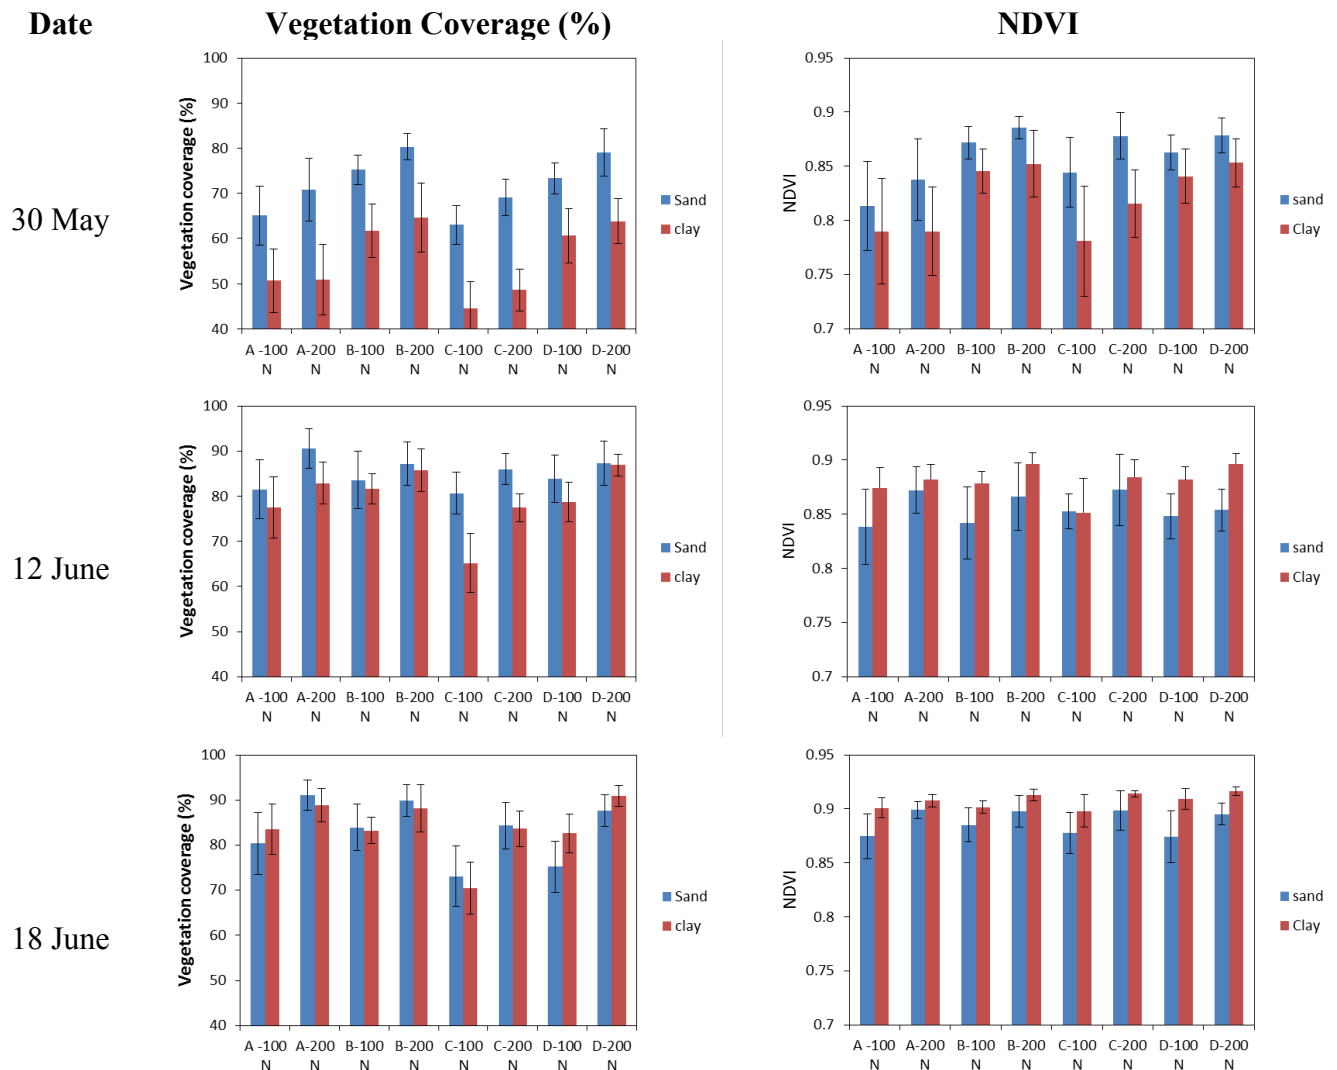 Date Vegetation Coverage (%) NDVI
30 May
Vegetation coverage (%)
100
90
80
70
60
50
40
A -100 N A-200 N B-100 N B-200 N C-100 N C-200 N D-100 N D-200 N
Sand
clay
NDVI
0.95
0.9
0.85
0.8
0.75
0.7
A -100 N A-200 N B-100 N B-200 N C-100 N C-200 N D-100 N D-200 N
sand
Clay
12 June
Vegetation coverage (%)
100
90
80
70
60
50
40
A -100 N A-200 N B-100 N B-200 N C-100 N C-200 N D-100 N D-200 N
Sand
clay
NDVI
0.95
0.9
0.85
0.8
0.75
0.7
A -100 N A-200 N B-100 N B-200 N C-100 N C-200 N D-100 N D-200 N
sand
Clay
18 June
Vegetation coverage (%)
100
90
80
70
60
50
40
A -100 N A-200 N B-100 N B-200 N C-100 N C-200 N D-100 N D-200 N
Sand
clay
NDVI
0.95
0.9
0.85
0.8
0.75
0.7
A -100 N A-200 N B-100 N B-200 N C-100 N C-200 N D-100 N D-200 N
sand
Clay